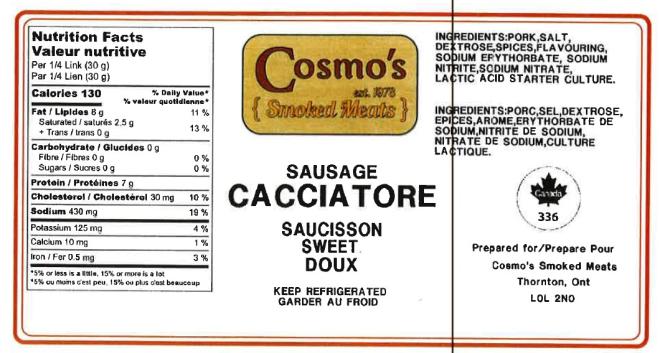 Nutrition Facts
Valeur nutritive
Per 1/4 Link (30 g)
Par 1/4 Lien (30 g)
Calories 130
% Daily Value*
% valeur quotidienne*
Fat / Lipides 8 g 11 %
Saturated / saturés 2,5 g
+ Trans / trans 0 g 13 %
Carbohydrate / Glucides 0 g
Fibre / Fibres 0 g 0 %
Sugars / Sucres 0 g 0 %
Protein / Protéines 7 g
Cholesterol / Cholestérol 30 mg 10 %
Sodium 430 mg 19 %
Potassium 125 mg 4 %
Calcium 10 mg 1 %
Iron / Fer 0.5 mg 3 %
*5% or less is a little, 15% or more is a lot
*5% ou moins c'est peu, 15% ou plus c'est beaucoup
Cosmo's
est. 1978
{ Smoked Meats }
SAUSAGE
CACCIATORE
SAUCISSON
SWEET
DOUX
KEEP REFRIGERATED
GARDER AU FROID
INGREDIENTS:PORK,SALT,
DEXTROSE,SPICES,FLAVOURING,
SODIUM ERYTHORBATE, SODIUM
NITRITE,SODIUM NITRATE,
LACTIC ACID STARTER CULTURE.
INGREDIENTS:PORC,SEL,DEXTROSE,
EPICES,AROME,ERYTHORBATE DE
SODIUM,NITRITE DE SODIUM,
NITRATE DE SODIUM,CULTURE
LACTIQUE.
Canada
336
Prepared for/Prepare Pour
Cosmo's Smoked Meats
Thornton, Ont
L0L 2N0